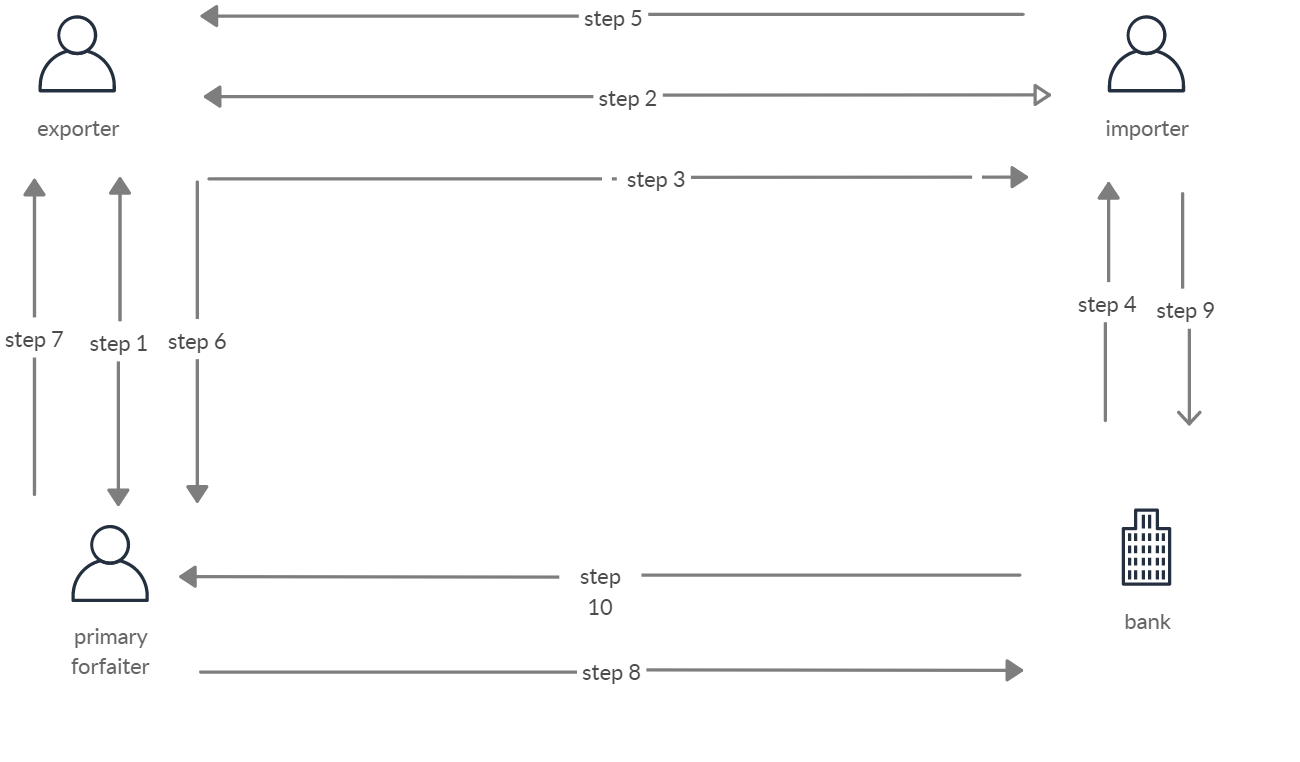 step 5
step 2
exporter
importer
step 3
step 4
step 9
step 7
step 1
step 6
step
10
bank
primary
forfaiter
step 8